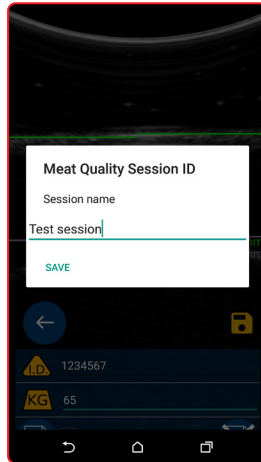 Meat Quality Session ID
Session name
Test session
SAVE
I.D. 1234567
KG 65